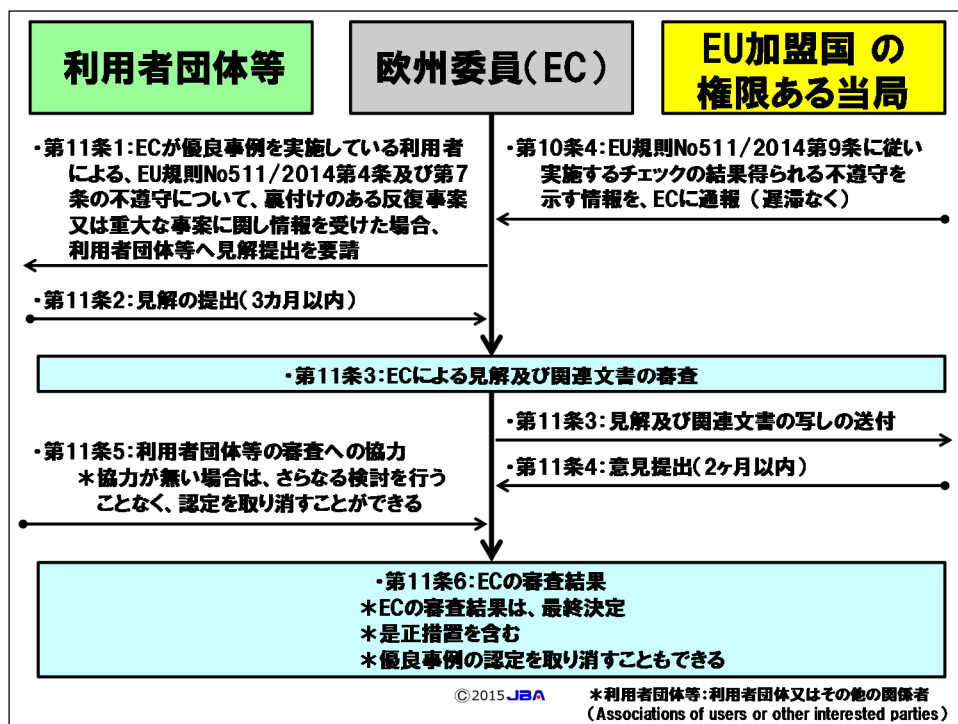 利用者団体等
欧州委員(EC)
EU加盟国 の
権限ある当局
・第11条1:ECが優良事例を実施している利用者
による、EU規則No511/2014第4条及び第7
条の不遵守について、裏付けのある反復事案
又は重大な事案に関し情報を受けた場合、
利用者団体等へ見解提出を要請
・第10条4:EU規則No511/2014第9条に従い
実施するチェックの結果得られる不遵守を
示す情報を、ECに通報 (遅滞なく)
・第11条2:見解の提出(3カ月以内)
・第11条3:ECによる見解及び関連文書の審査
・第11条3:見解及び関連文書の写しの送付
・第11条5:利用者団体等の審査への協力
*協力が無い場合は、さらなる検討を行う
ことなく、認定を取り消すことができる
・第11条4:意見提出(2ヶ月以内)
・第11条6:ECの審査結果
*ECの審査結果は、最終決定
*是正措置を含む
*優良事例の認定を取り消すこともできる
©2015 JBA
*利用者団体等:利用者団体又はその他の関係者
(Associations of users or other interested parties)